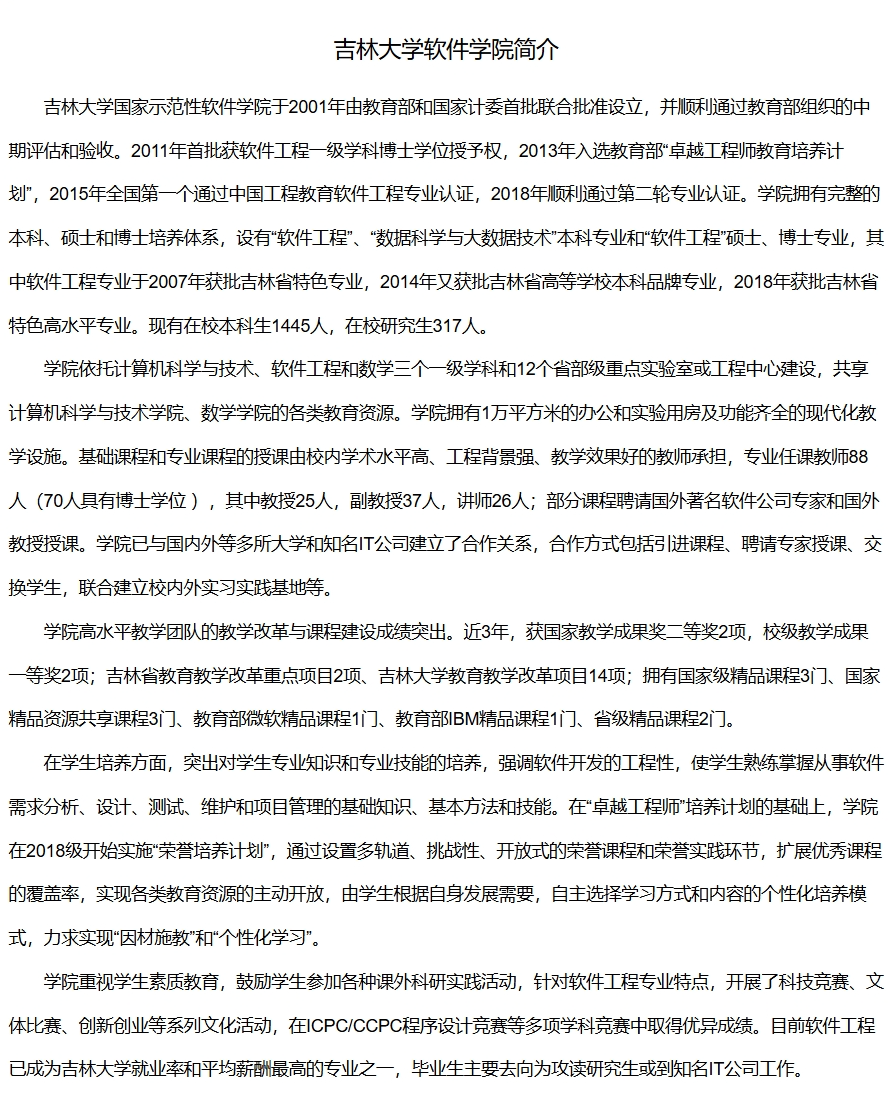 吉林大学软件学院简介
吉林大学国家示范性软件学院于2001年由教育部和国家计委首批联合批准设立，并顺利通过教育部组织的中
期评估和验收。2011年首批获软件工程一级学科博士学位授予权，2013年入选教育部“卓越工程师教育培养计
划”，2015年全国第一个通过中国工程教育软件工程专业认证，2018年顺利通过第二轮专业认证。学院拥有完整的
本科、硕士和博士培养体系，设有“软件工程”、“数据科学与大数据技术”本科专业和“软件工程”硕士、博士专业，其
中软件工程专业于2007年获批吉林省特色专业，2014年又获批吉林省高等学校本科品牌专业，2018年获批吉林省
特色高水平专业。现有在校本科生1445人，在校研究生317人。
学院依托计算机科学与技术、软件工程和数学三个一级学科和12个省部级重点实验室或工程中心建设，共享
计算机科学与技术学院、数学学院的各类教育资源。学院拥有1万平方米的办公和实验用房及功能齐全的现代化教
学设施。基础课程和专业课程的授课由校内学术水平高、工程背景强、教学效果好的教师承担，专业任课教师88
人（70人具有博士学位 ），其中教授25人，副教授37人，讲师26人；部分课程聘请国外著名软件公司专家和国外
教授授课。学院已与国内外等多所大学和知名IT公司建立了合作关系，合作方式包括引进课程、聘请专家授课、交
换学生，联合建立校内外实习实践基地等。
学院高水平教学团队的教学改革与课程建设成绩突出。近3年，获国家教学成果奖二等奖2项，校级教学成果
一等奖2项；吉林省教育教学改革重点项目2项、吉林大学教育教学改革项目14项；拥有国家级精品课程3门、国家
精品资源共享课程3门、教育部微软精品课程1门、教育部IBM精品课程1门、省级精品课程2门。
在学生培养方面，突出对学生专业知识和专业技能的培养，强调软件开发的工程性，使学生熟练掌握从事软件
需求分析、设计、测试、维护和项目管理的基础知识、基本方法和技能。在“卓越工程师”培养计划的基础上，学院
在2018级开始实施“荣誉培养计划”，通过设置多轨道、挑战性、开放式的荣誉课程和荣誉实践环节，扩展优秀课程
的覆盖率，实现各类教育资源的主动开放，由学生根据自身发展需要，自主选择学习方式和内容的个性化培养模
式，力求实现“因材施教”和“个性化学习”。
学院重视学生素质教育，鼓励学生参加各种课外科研实践活动，针对软件工程专业特点，开展了科技竞赛、文
体比赛、创新创业等系列文化活动，在ICPC/CCPC程序设计竞赛等多项学科竞赛中取得优异成绩。目前软件工程
已成为吉林大学就业率和平均薪酬最高的专业之一，毕业生主要去向为攻读研究生或到知名IT公司工作。